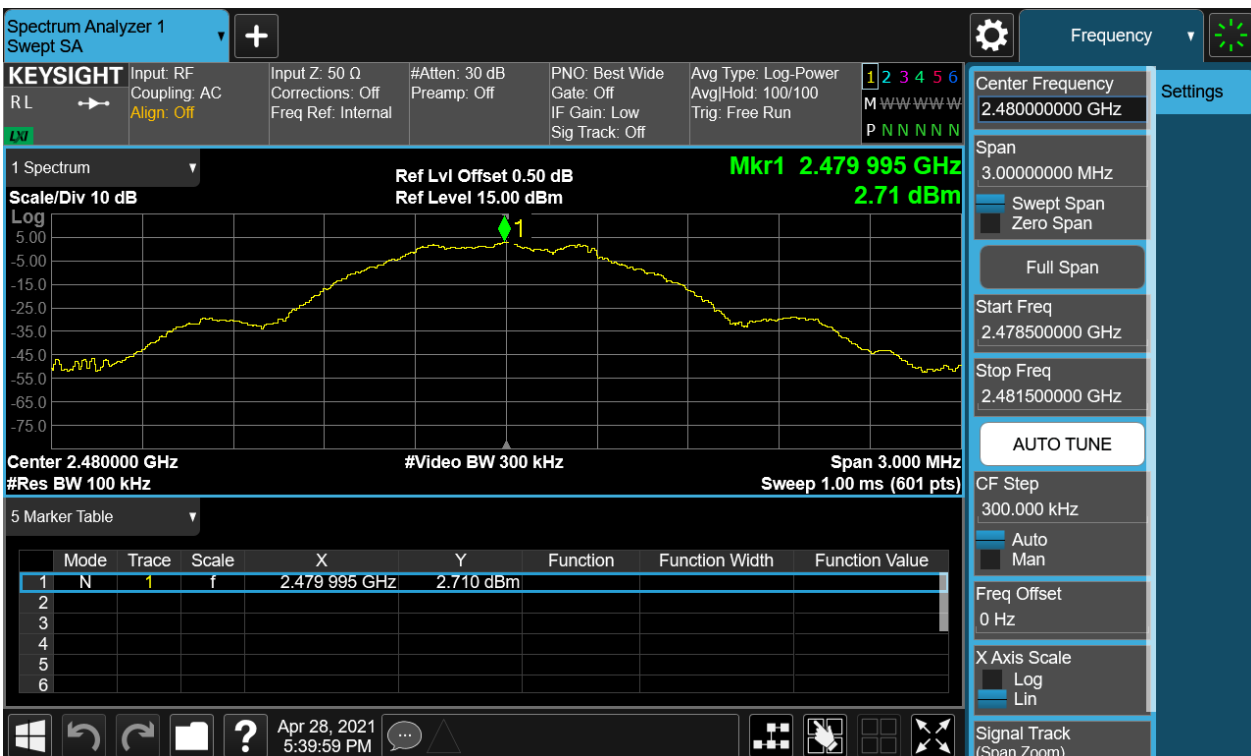 Spectrum Analyzer 1
Swept SA
+
Frequency
KEYSIGHT
R L
LXI
Input: RF
Coupling: AC
Align: Off
Input Z: 50 Ω
Corrections: Off
Freq Ref: Internal
#Atten: 30 dB
Preamp: Off
PNO: Best Wide
Gate: Off
IF Gain: Low
Sig Track: Off
Avg Type: Log-Power
Avg|Hold: 100/100
Trig: Free Run
1 2 3 4 5 6
M W W W W W
P N N N N N
1 Spectrum
Scale/Div 10 dB
Ref Lvl Offset 0.50 dB
Ref Level 15.00 dBm
Mkr1 2.479 995 GHz
2.71 dBm
Log
1
5.00
-5.00
-15.0
-25.0
-35.0
-45.0
-55.0
-65.0
-75.0
Center 2.480000 GHz
#Video BW 300 kHz
Span 3.000 MHz
#Res BW 100 kHz
Sweep 1.00 ms (601 pts)
5 Marker Table
Mode Trace Scale X Y Function Function Width Function Value
1 N 1 f 2.479 995 GHz 2.710 dBm
2
3
4
5
6
Apr 28, 2021
5:39:59 PM
?
Center Frequency
2.480000000 GHz
Span
3.00000000 MHz
Swept Span
Zero Span
Full Span
Start Freq
2.478500000 GHz
Stop Freq
2.481500000 GHz
AUTO TUNE
CF Step
300.000 kHz
Auto
Man
Freq Offset
0 Hz
X Axis Scale
Log
Lin
Signal Track
(Span Zoom)
Settings